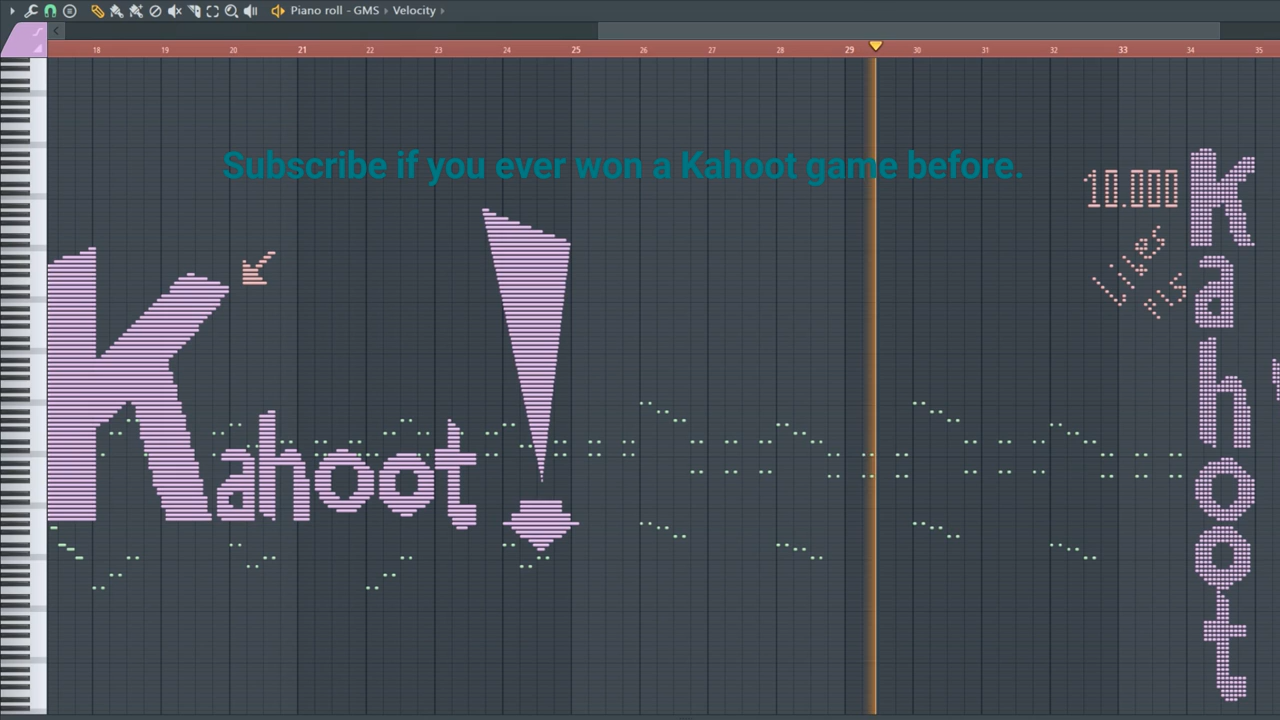 Piano roll - GMS Velocity
18 19 20 21 22 23 24 25 26 27 28 29 30 31 32 33 34 35
Subscribe if you ever won a Kahoot game before.
10.000
Likes
Pls
Kahoot!
Kahoot